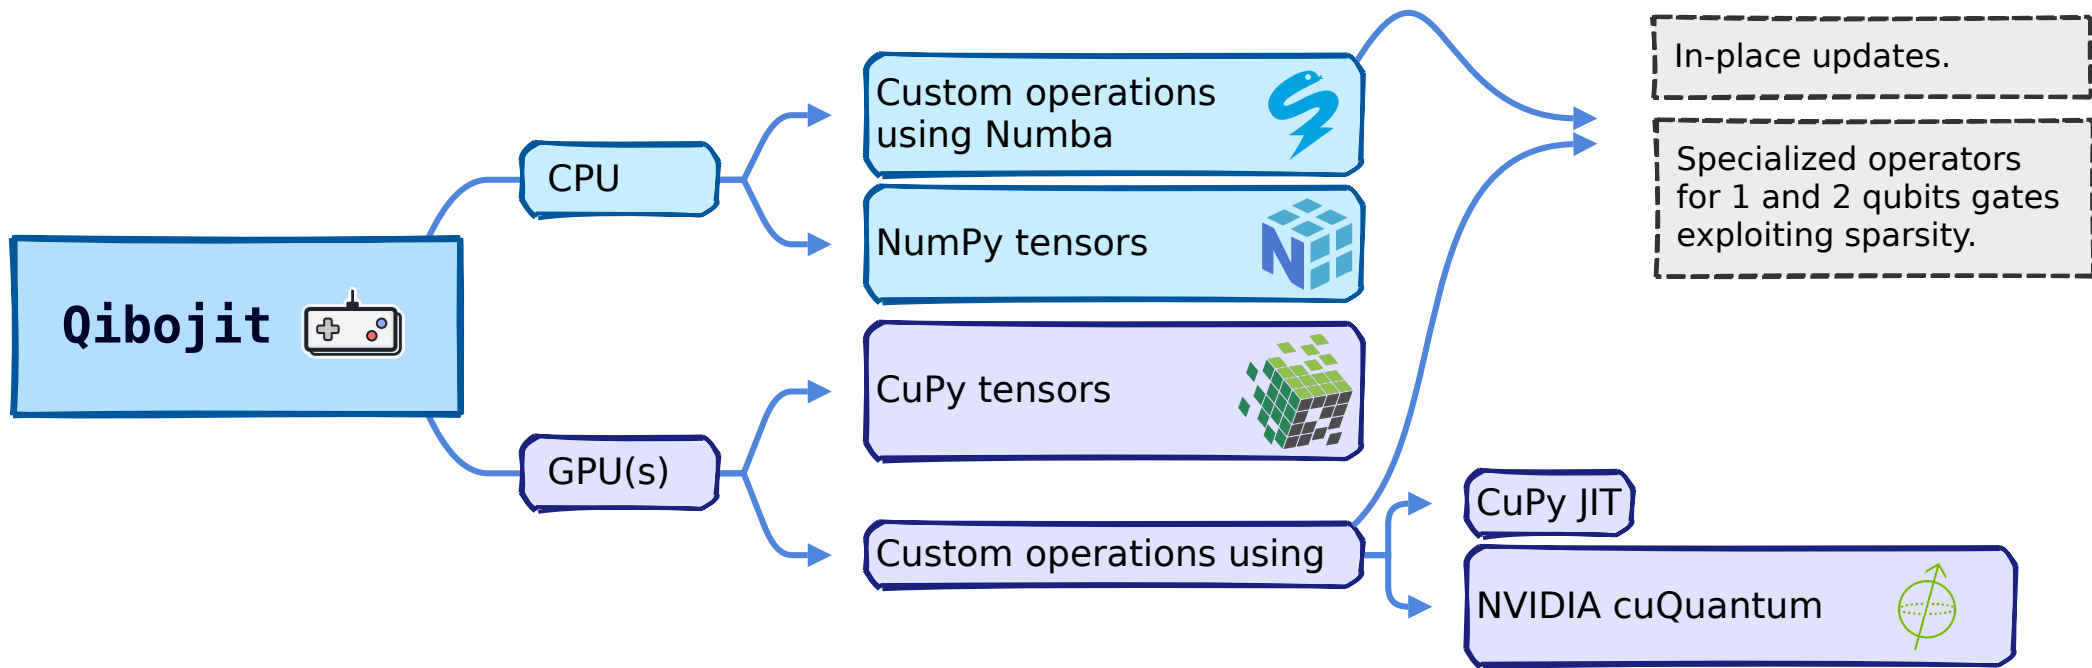 Qibojit
CPU
GPU(s)
Custom operations
using Numba
NumPy tensors
CuPy tensors
Custom operations using
In-place updates.
Specialized operators
for 1 and 2 qubits gates
exploiting sparsity.
CuPy JIT
NVIDIA cuQuantum